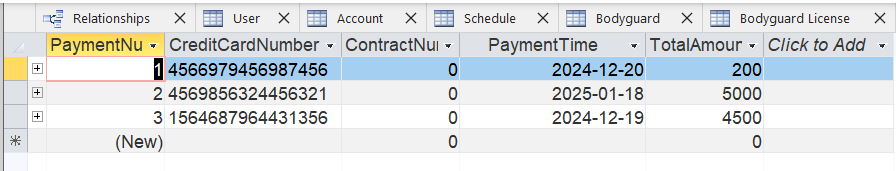 Relationships User Account Schedule Bodyguard Bodyguard License
PaymentNu CreditCardNumber ContractNur PaymentTime TotalAmour Click to Add
1 4566979456987456 0 2024-12-20 200
2 4569856324456321 0 2025-01-18 5000
3 1564687964431356 0 2024-12-19 4500
(New) 0 0